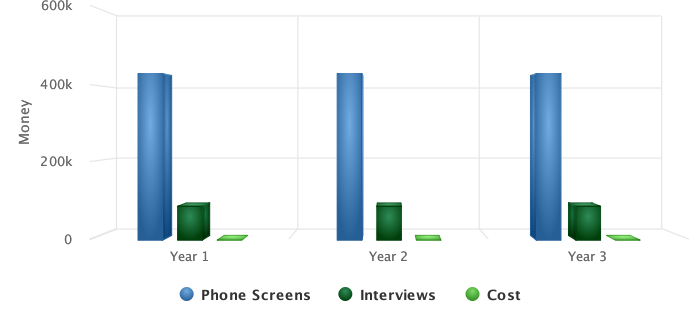 600k
400k
200k
0
Money
Year 1 Year 2 Year 3
Phone Screens Interviews Cost